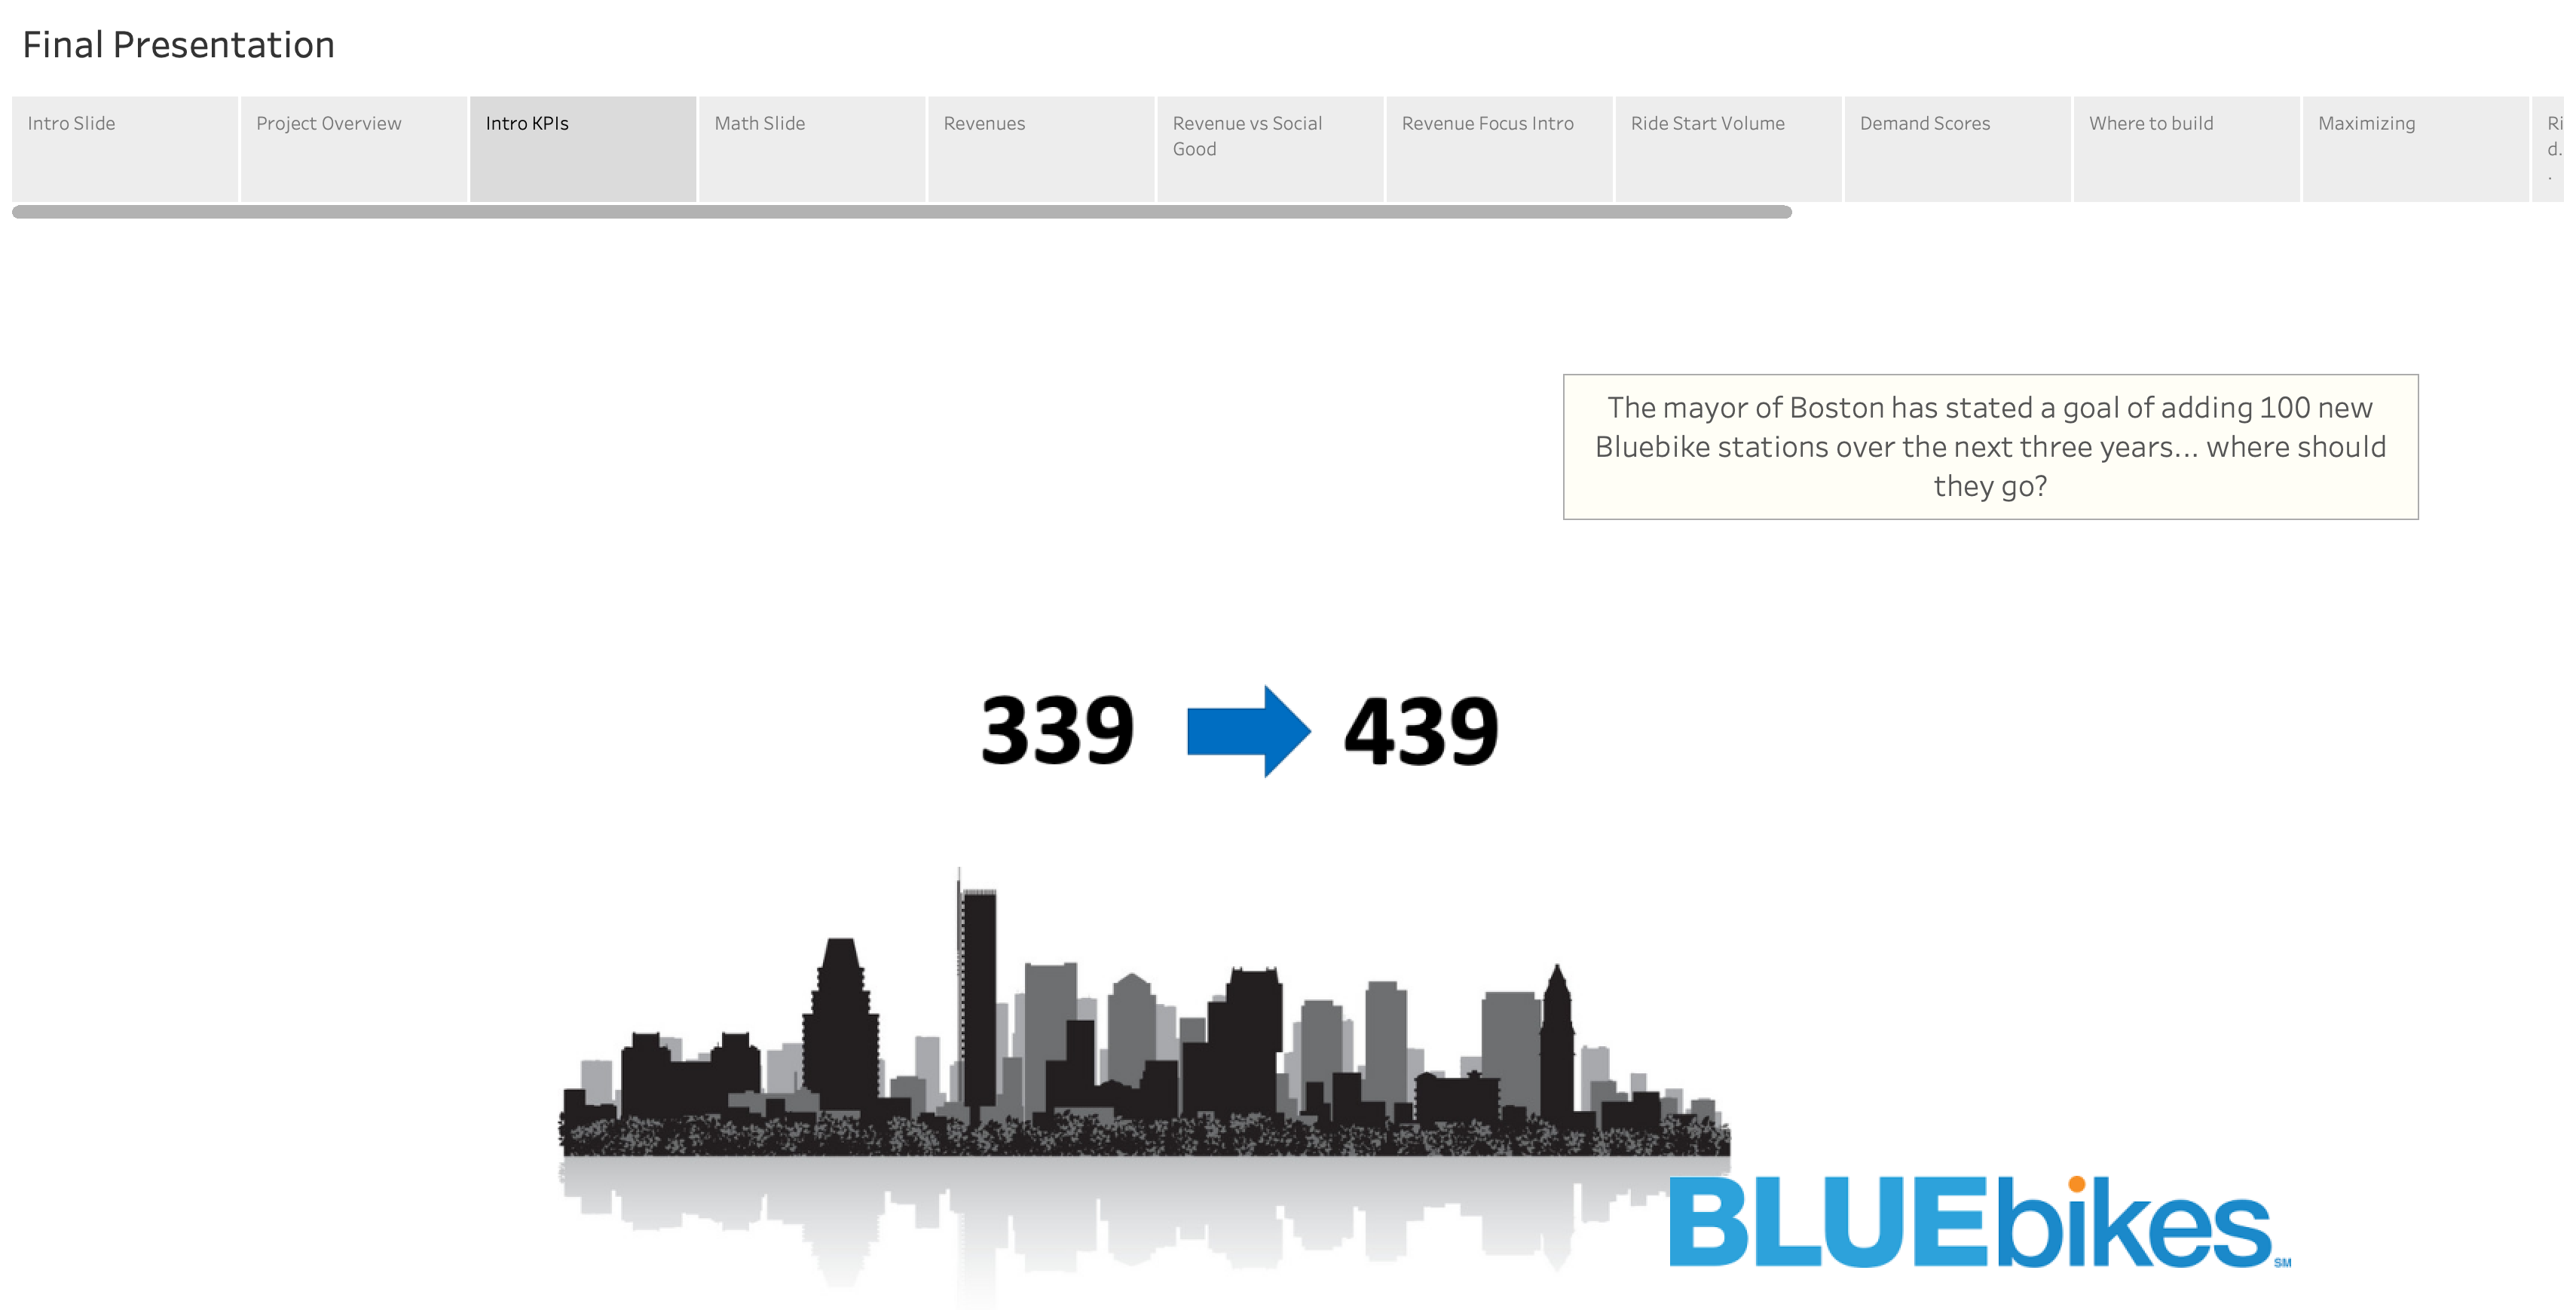 Final Presentation
Intro Slide
Project Overview
Intro KPIs
Math Slide
Revenues
Revenue vs Social
Good
Revenue Focus Intro
Ride Start Volume
Demand Scores
Where to build
Maximizing
Ri
d.
.
The mayor of Boston has stated a goal of adding 100 new
Bluebike stations over the next three years... where should
they go?
339
439
BLUEbikes SM